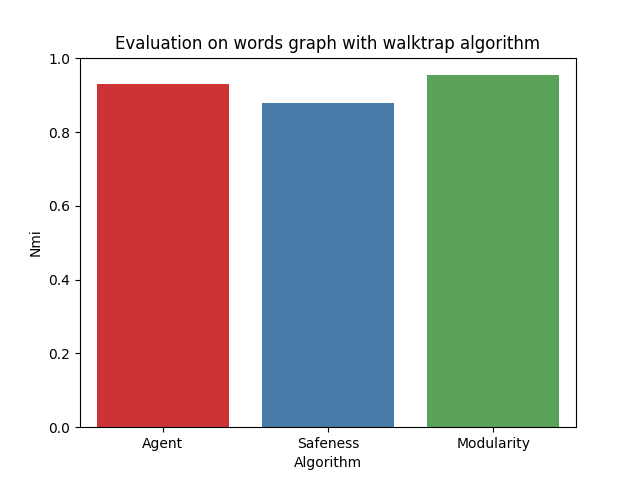 Evaluation on words graph with walktrap algorithm
1.0
0.8
0.6
0.4
0.2
0.0
Nmi
Agent
Safeness
Modularity
Algorithm